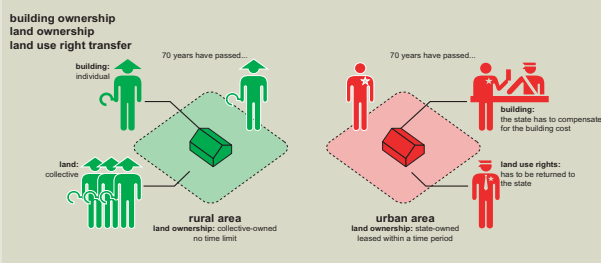 building ownership
land ownership
land use right transfer
70 years have passed...
building:
individual
land:
collective
rural area
land ownership: collective-owned
no time limit
70 years have passed...
building:
the state has to compensate
for the building cost
land use rights:
has to be returned to
the state
urban area
land ownership: state-owned
leased within a time period